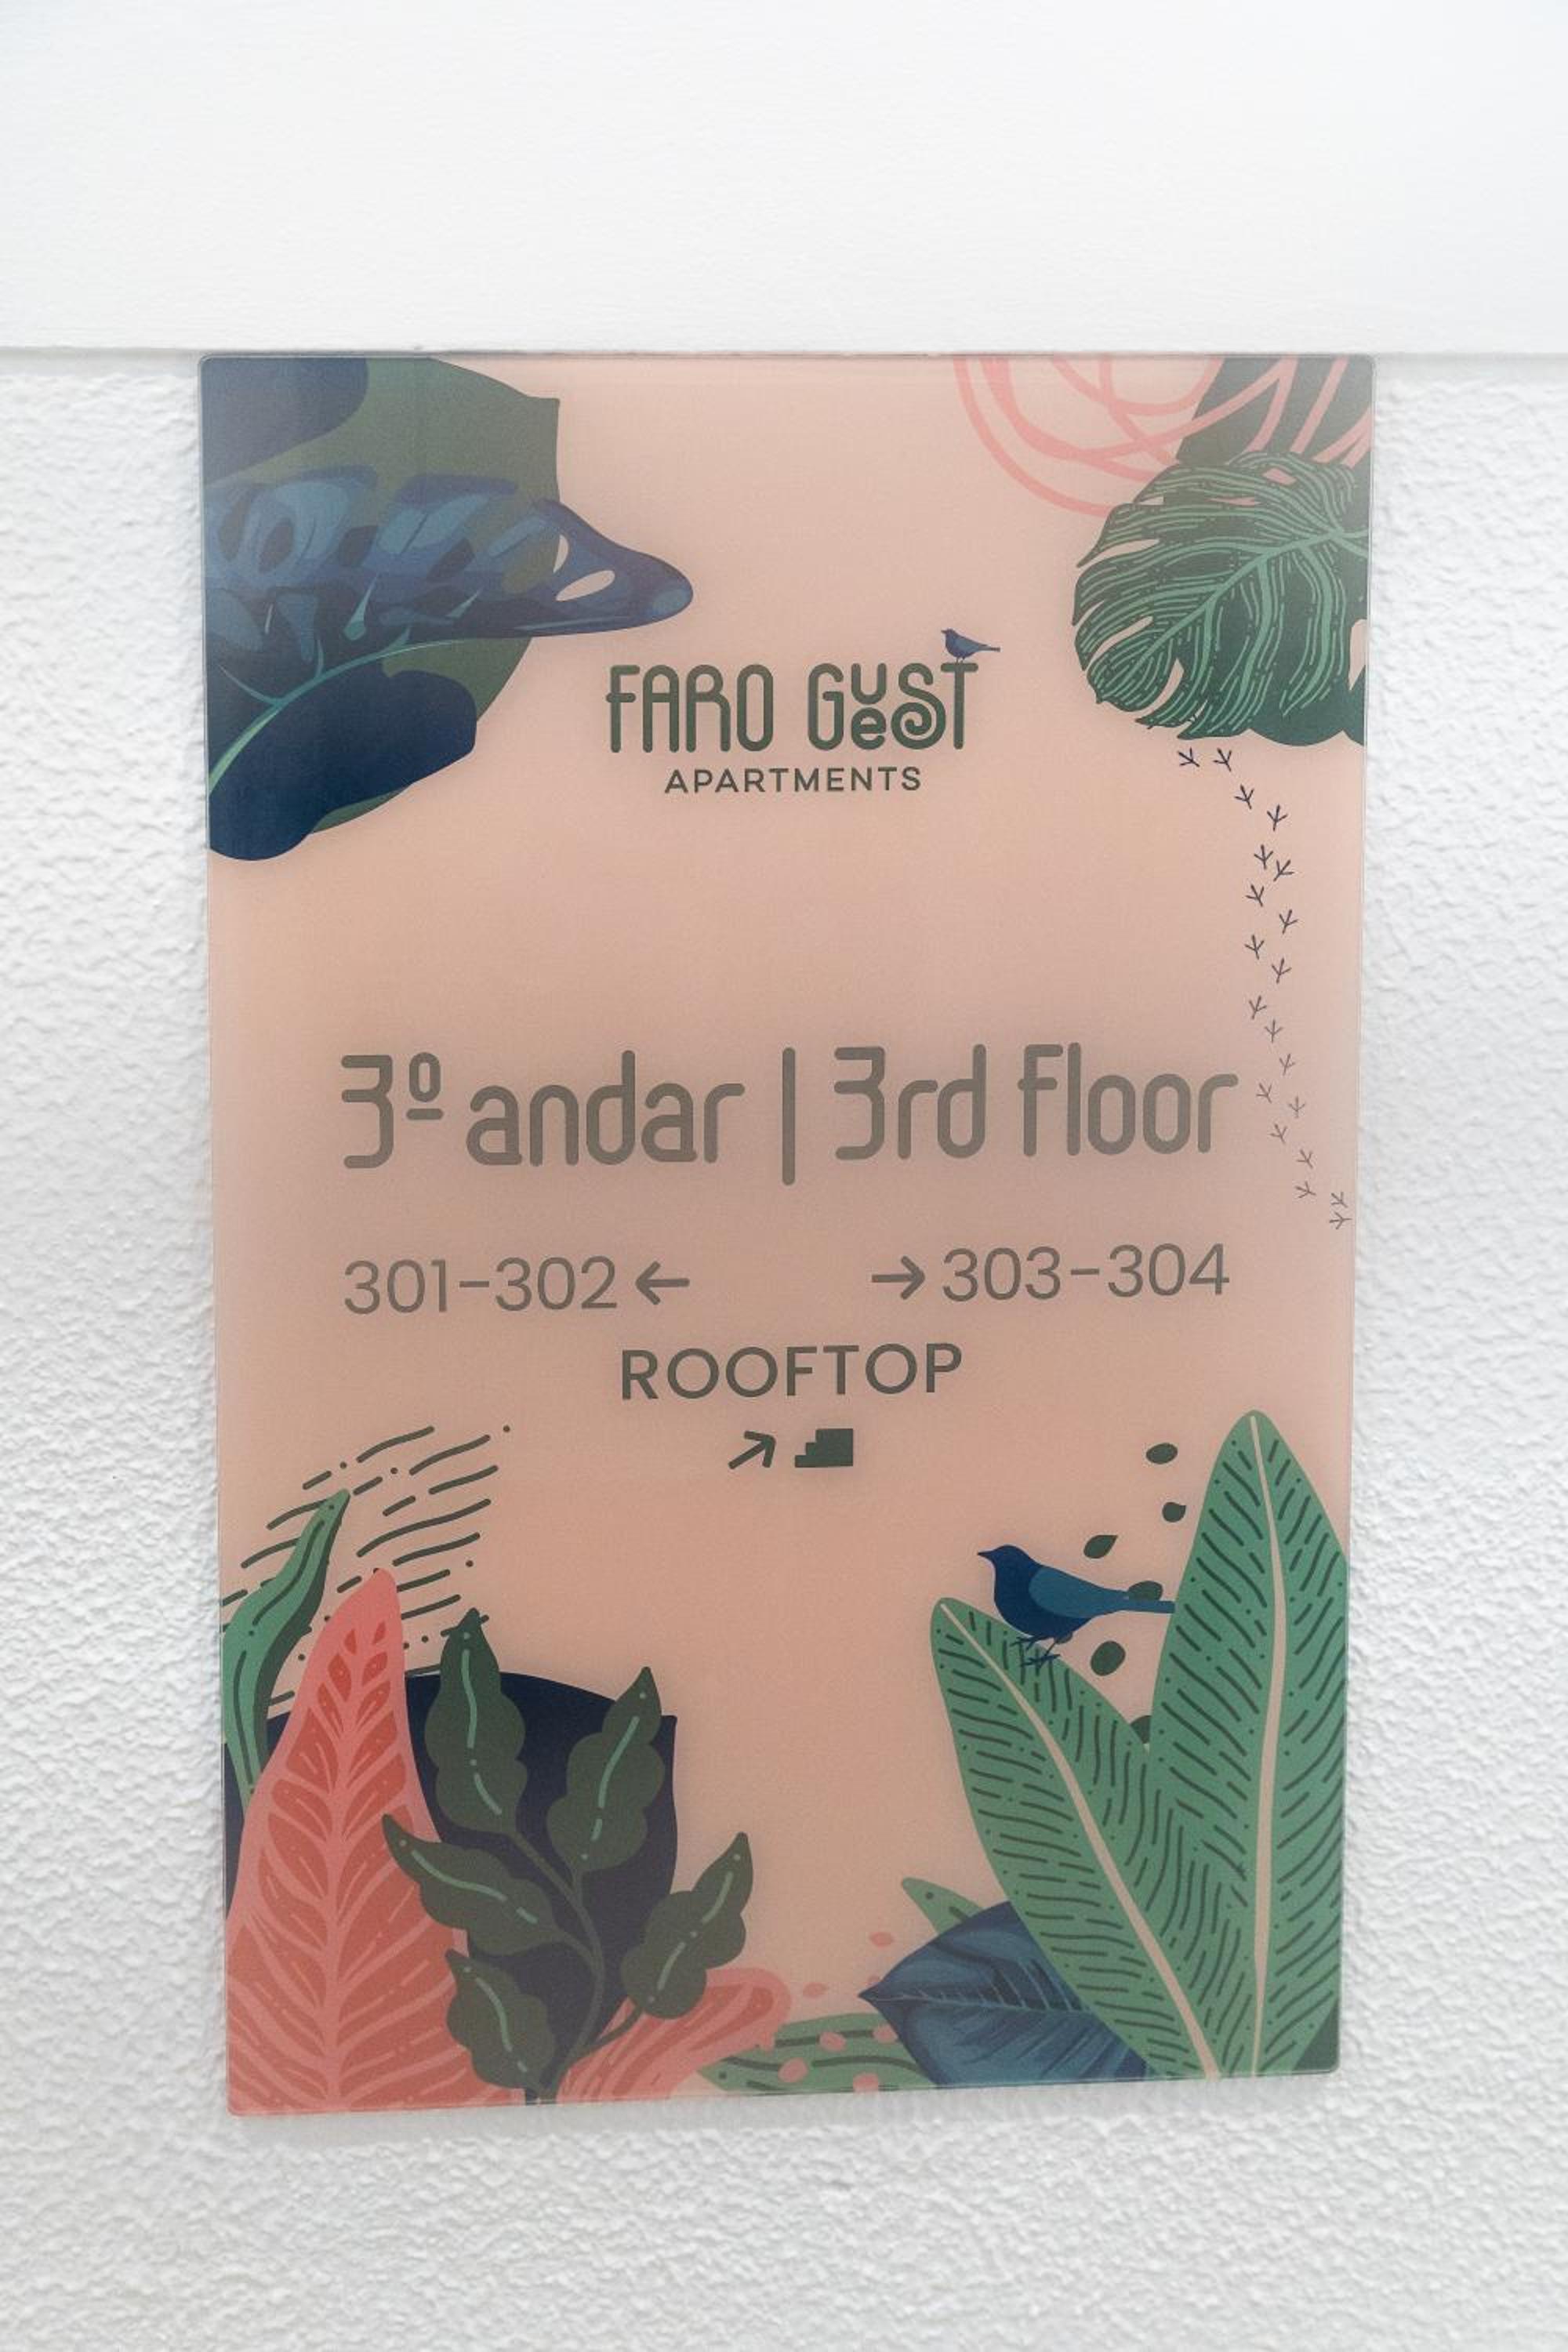 FARO GUeST
APARTMENTS
3º andar | 3rd floor
301-302 ← → 303-304
ROOFTOP
↗